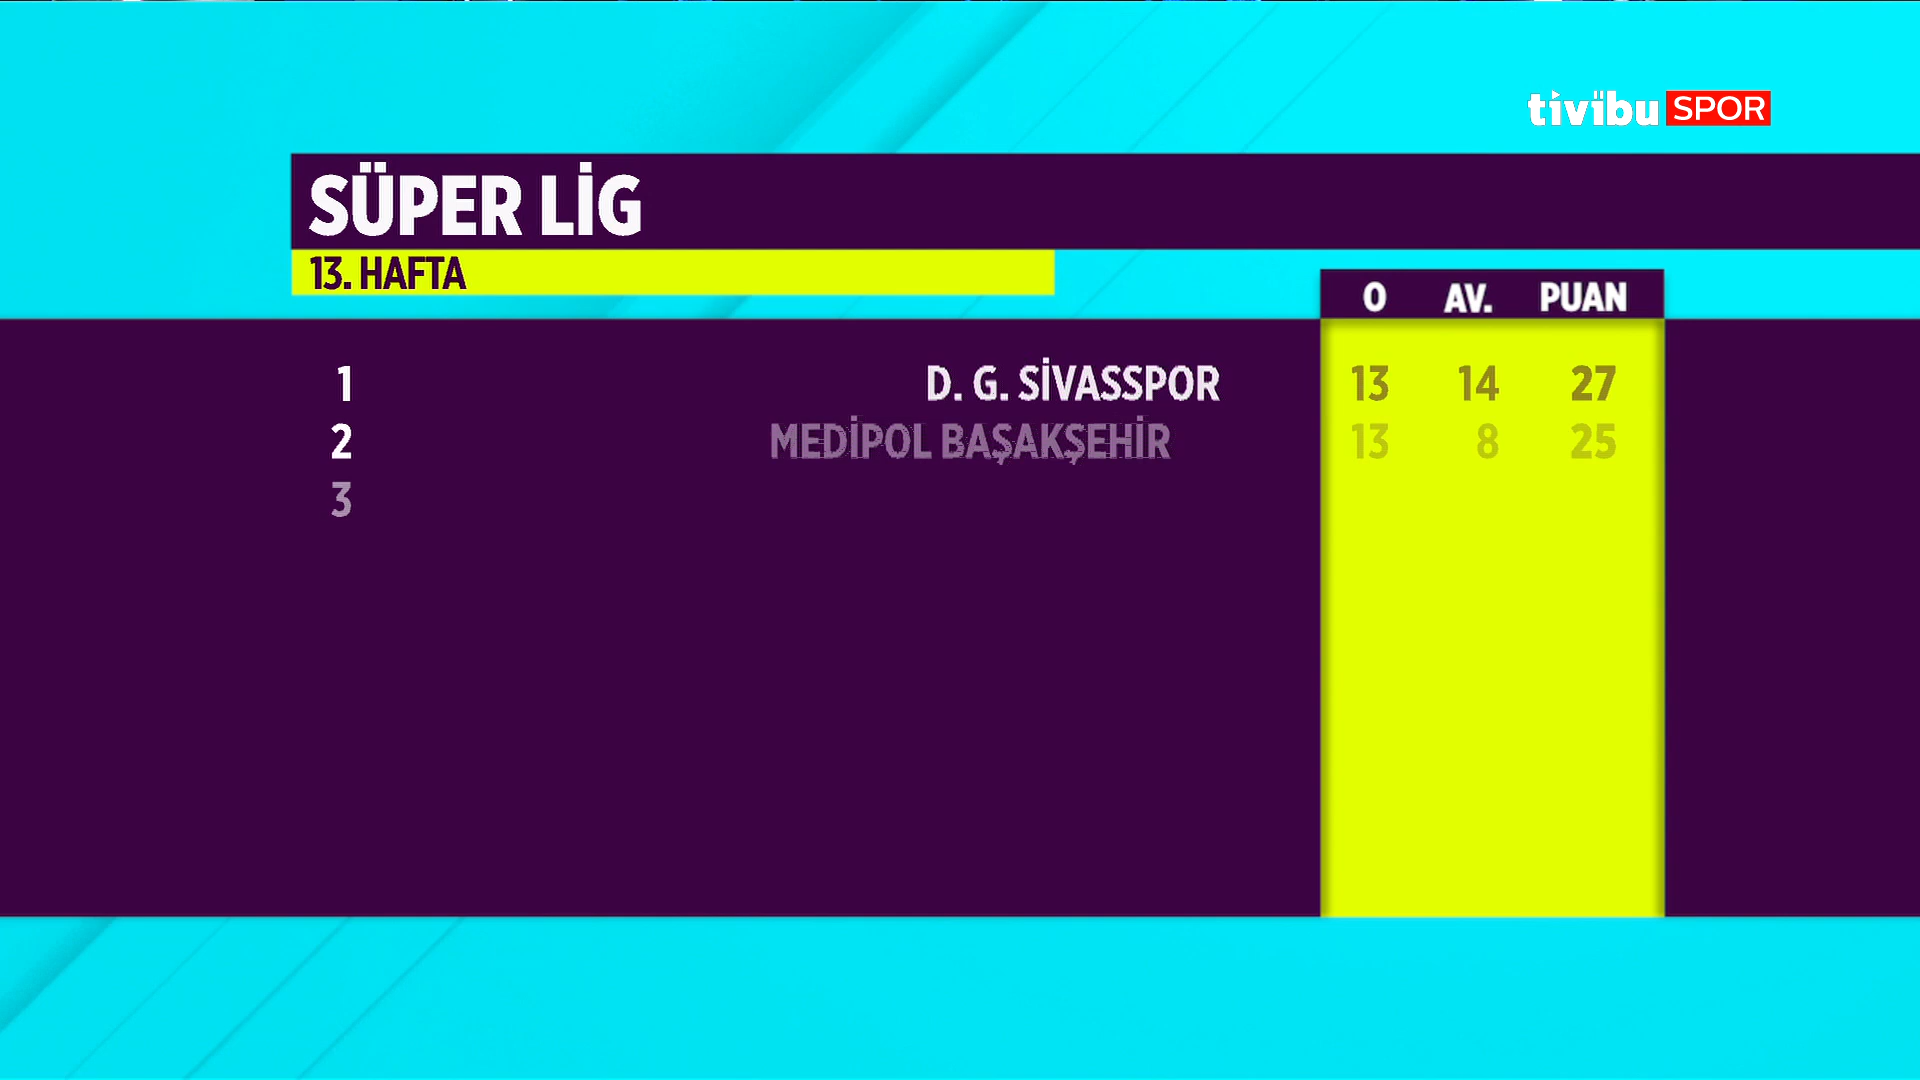 tivibu SPOR
SÜPER LİG
13. HAFTA
O AV. PUAN
1 D. G. SİVASSPOR 13 14 27
2 MEDİPOL BAŞAKŞEHİR 13 8 25
3